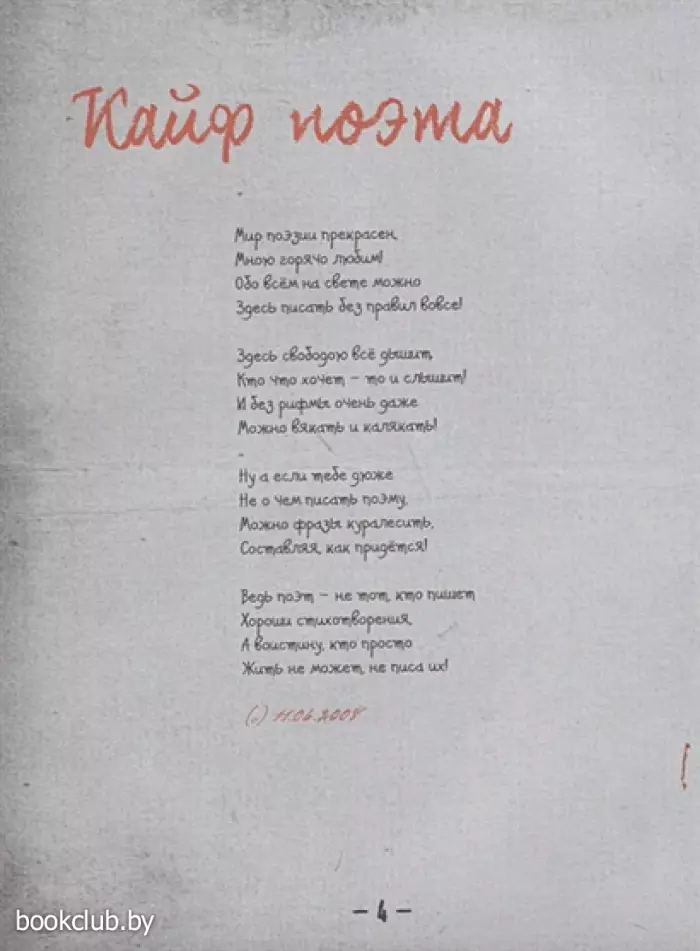 Кайф поэта
Мир поэзии прекрасен,
Мною горячо любим!
Обо всём на свете можно
Здесь писать без правил вовсе!
Здесь свободою всё дышит,
Кто что хочет – то и слышит!
И без рифмы очень даже
Можно вякать и калякать!
Ну а если тебе дюже
Не о чем писать поэму,
Можно фразы куралесить,
Составляя, как придётся!
Ведь поэт – не тот, кто пишет
Хороши стихотворения,
А воистину, кто просто
Жить не может, не писа их!
(с) 11.06.2008
!
– 4 –
bookclub.by